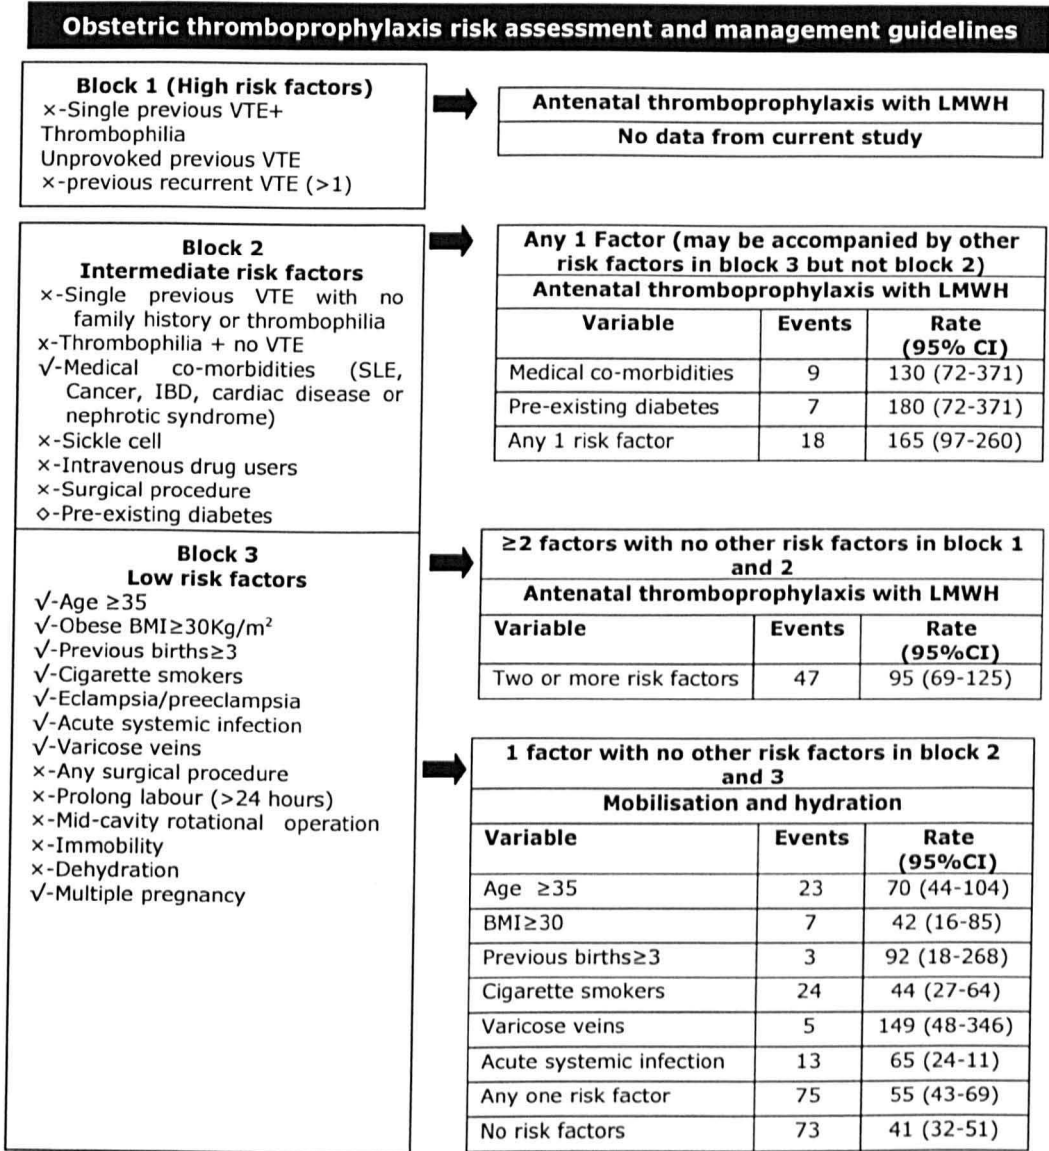 Obstetric thromboprophylaxis risk assessment and management guidelines
Block 1 (High risk factors)
×-Single previous VTE+
Thrombophilia
Unprovoked previous VTE
×-previous recurrent VTE (>1)
Antenatal thromboprophylaxis with LMWH
No data from current study
Block 2
Intermediate risk factors
×-Single previous VTE with no
family history or thrombophilia
x-Thrombophilia + no VTE
√-Medical co-morbidities (SLE,
Cancer, IBD, cardiac disease or
nephrotic syndrome)
×-Sickle cell
×-Intravenous drug users
×-Surgical procedure
◇-Pre-existing diabetes
Any 1 Factor (may be accompanied by other
risk factors in block 3 but not block 2)
Antenatal thromboprophylaxis with LMWH
Variable Events Rate
(95% CI)
Medical co-morbidities 9 130 (72-371)
Pre-existing diabetes 7 180 (72-371)
Any 1 risk factor 18 165 (97-260)
Block 3
Low risk factors
√-Age ≥35
√-Obese BMI≥30Kg/m²
√-Previous births≥3
√-Cigarette smokers
√-Eclampsia/preeclampsia
√-Acute systemic infection
√-Varicose veins
×-Any surgical procedure
×-Prolong labour (>24 hours)
×-Mid-cavity rotational operation
×-Immobility
×-Dehydration
√-Multiple pregnancy
≥2 factors with no other risk factors in block 1
and 2
Antenatal thromboprophylaxis with LMWH
Variable Events Rate
(95%CI)
Two or more risk factors 47 95 (69-125)
1 factor with no other risk factors in block 2
and 3
Mobilisation and hydration
Variable Events Rate
(95%CI)
Age ≥35 23 70 (44-104)
BMI≥30 7 42 (16-85)
Previous births≥3 3 92 (18-268)
Cigarette smokers 24 44 (27-64)
Varicose veins 5 149 (48-346)
Acute systemic infection 13 65 (24-11)
Any one risk factor 75 55 (43-69)
No risk factors 73 41 (32-51)